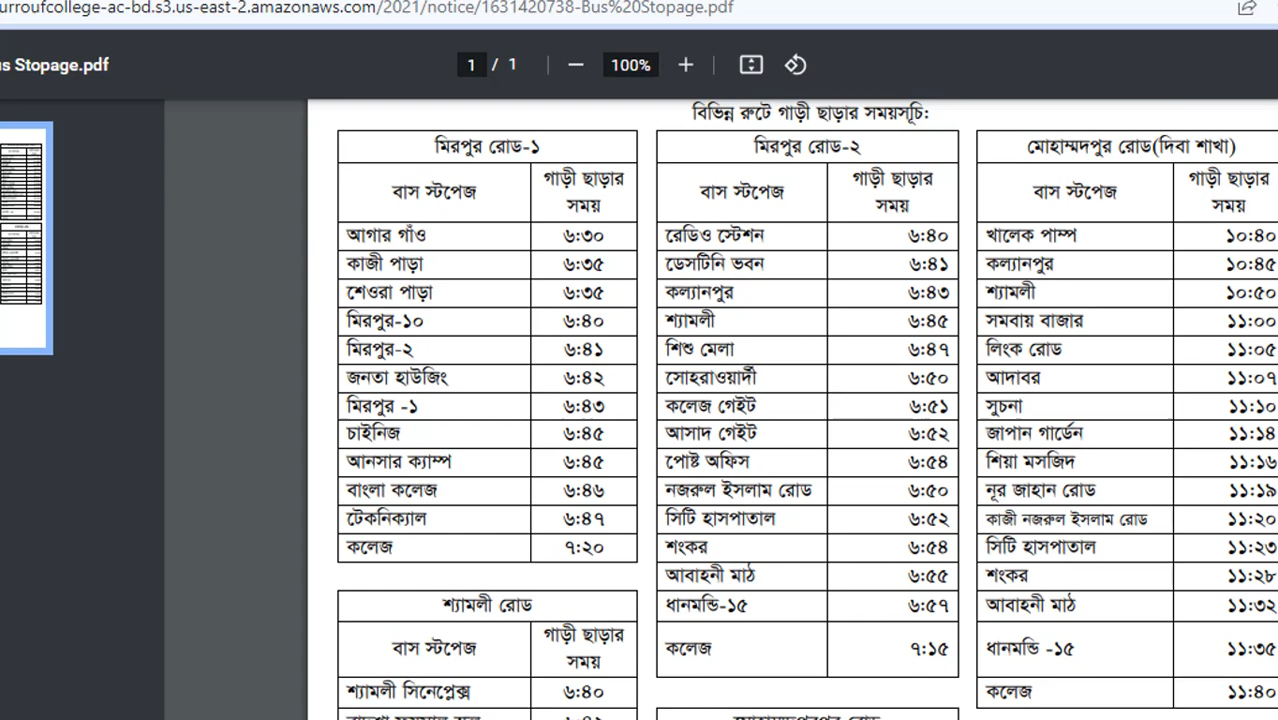 urroufcollege-ac-bd.s3.us-east-2.amazonaws.com/2021/notice/1631420738-Bus%20Stopage.pdf
us Stopage.pdf
1 / 1
100%
বিভিন্ন রুটে গাড়ী ছাড়ার সময়সূচি:
মিরপুর রোড-১
বাস স্টপেজ গাড়ী ছাড়ার সময়
আগার গাঁও ৬:৩০
কাজী পাড়া ৬:৩৫
শেওরা পাড়া ৬:৩৫
মিরপুর-১০ ৬:৪০
মিরপুর-২ ৬:৪১
জনতা হাউজিং ৬:৪২
মিরপুর -১ ৬:৪৩
চাইনিজ ৬:৪৫
আনসার ক্যাম্প ৬:৪৫
বাংলা কলেজ ৬:৪৬
টেকনিক্যাল ৬:৪৭
কলেজ ৭:২০
শ্যামলী রোড
বাস স্টপেজ গাড়ী ছাড়ার সময়
শ্যামলী সিনেপ্লেক্স ৬:৪০
মিরপুর রোড-২
বাস স্টপেজ গাড়ী ছাড়ার সময়
রেডিও স্টেশন ৬:৪০
ডেসটিনি ভবন ৬:৪১
কল্যানপুর ৬:৪৩
শ্যামলী ৬:৪৫
শিশু মেলা ৬:৪৭
সোহরাওয়ার্দী ৬:৫০
কলেজ গেইট ৬:৫১
আসাদ গেইট ৬:৫২
পোষ্ট অফিস ৬:৫৪
নজরুল ইসলাম রোড ৬:৫০
সিটি হাসপাতাল ৬:৫২
শংকর ৬:৫৪
আবাহনী মাঠ ৬:৫৫
ধানমন্ডি-১৫ ৬:৫৭
কলেজ ৭:১৫
মোহাম্মদপুর রোড(দিবা শাখা)
বাস স্টপেজ গাড়ী ছাড়ার সময়
খালেক পাম্প ১০:৪০
কল্যানপুর ১০:৪৫
শ্যামলী ১০:৫০
সমবায় বাজার ১১:০০
লিংক রোড ১১:০৫
আদাবর ১১:০৭
সুচনা ১১:১০
জাপান গার্ডেন ১১:১৪
শিয়া মসজিদ ১১:১৬
নূর জাহান রোড ১১:১৯
কাজী নজরুল ইসলাম রোড ১১:২০
সিটি হাসপাতাল ১১:২৩
শংকর ১১:২৮
আবাহনী মাঠ ১১:৩২
ধানমন্ডি -১৫ ১১:৩৫
কলেজ ১১:৪০